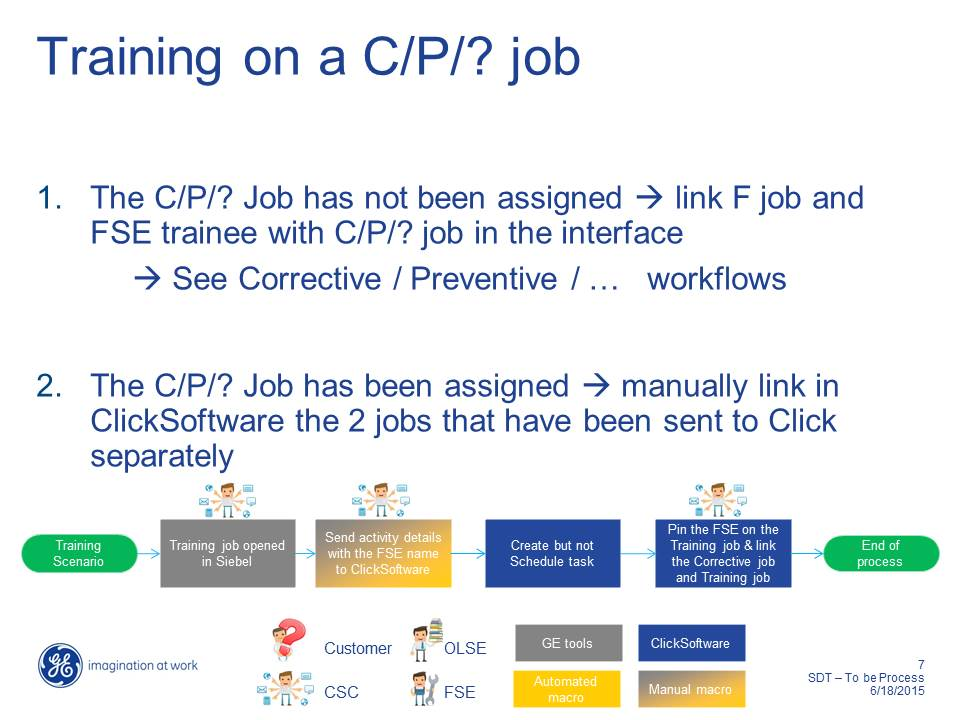 Training on a C/P/? job
1. The C/P/? Job has not been assigned → link F job and
FSE trainee with C/P/? job in the interface
→ See Corrective / Preventive / … workflows
2. The C/P/? Job has been assigned → manually link in
ClickSoftware the 2 jobs that have been sent to Click
separately
Training
Scenario
Training job opened
in Siebel
Send activity details
with the FSE name
to ClickSoftware
Create but not
Schedule task
Pin the FSE on the
Training job & link
the Corrective job
and Training job
End of
process
Customer
OLSE
GE tools
ClickSoftware
CSC
FSE
Automated
macro
Manual macro
GE
imagination at work
7
SDT – To be Process
6/18/2015